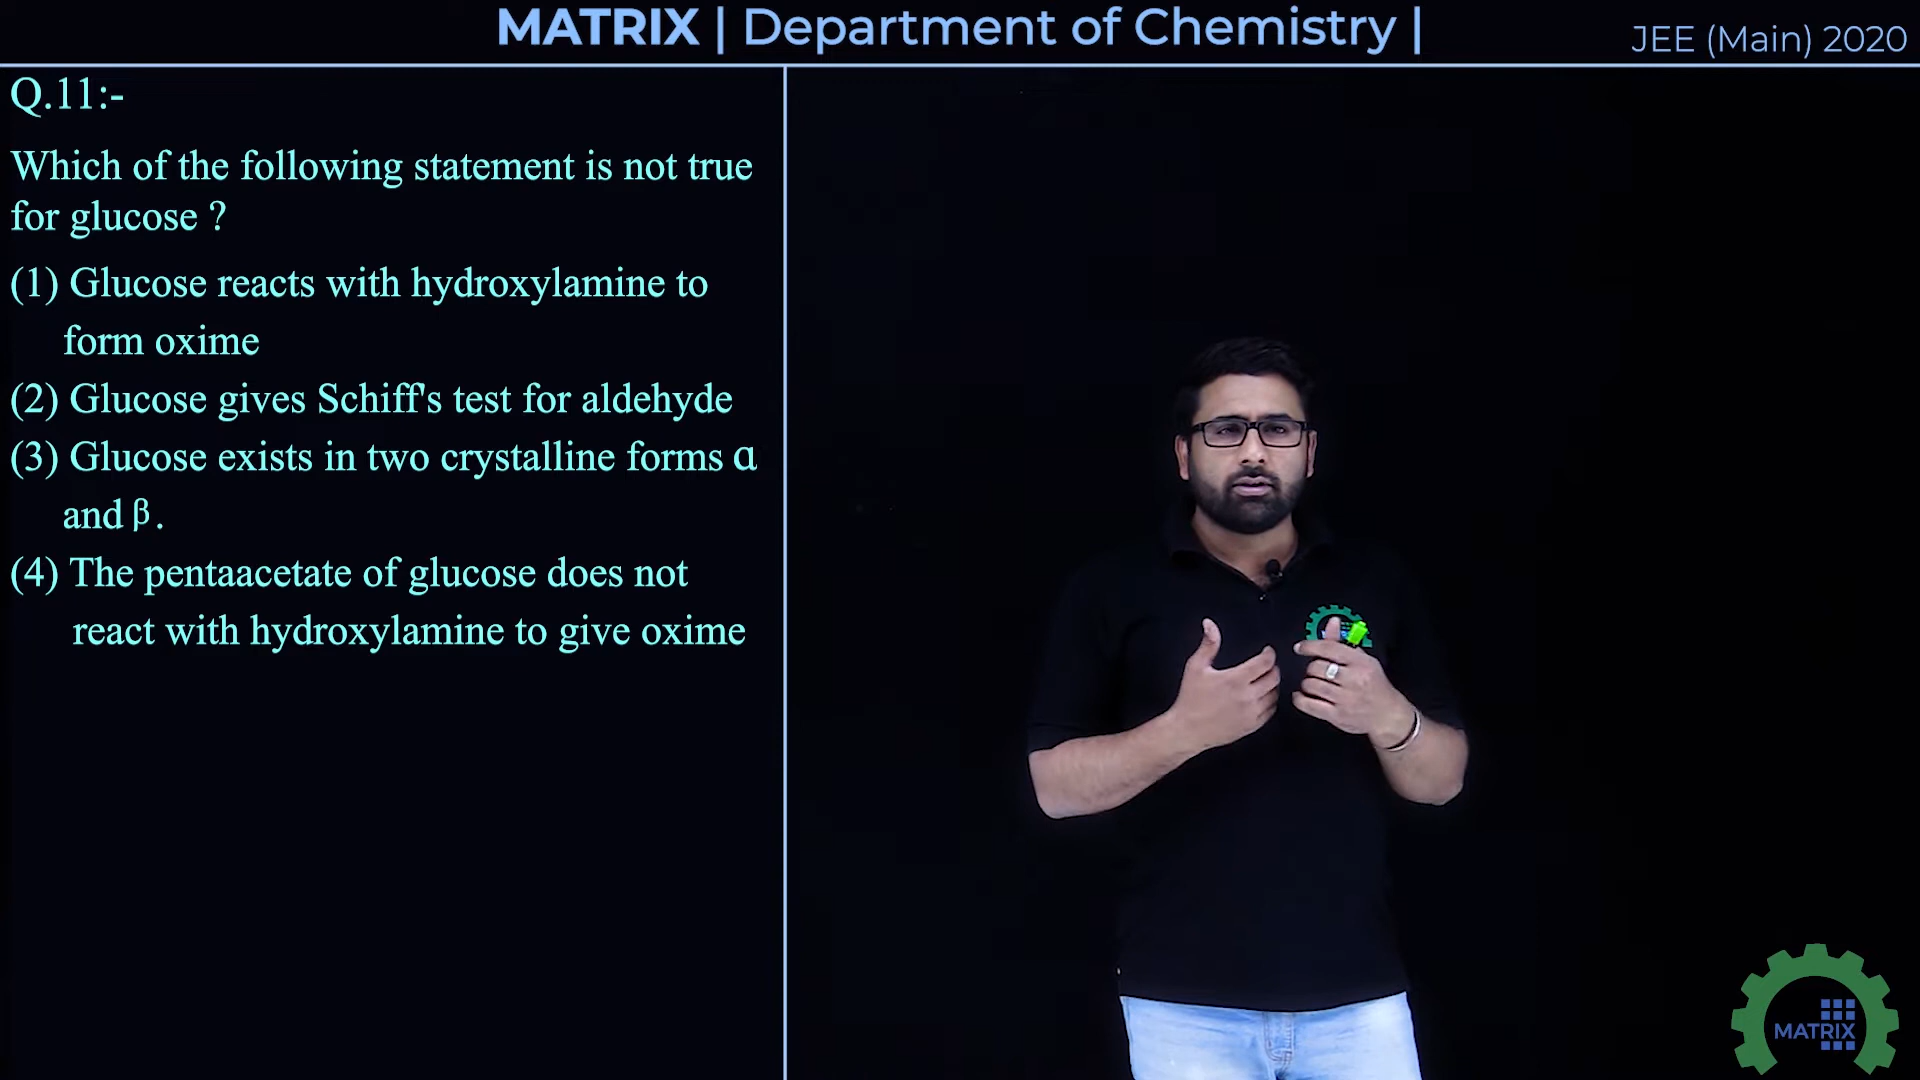 MATRIX | Department of Chemistry |
JEE (Main) 2020
Q.11:-
Which of the following statement is not true
for glucose ?
(1) Glucose reacts with hydroxylamine to
form oxime
(2) Glucose gives Schiff's test for aldehyde
(3) Glucose exists in two crystalline forms α
and β.
(4) The pentaacetate of glucose does not
react with hydroxylamine to give oxime
MATRIX